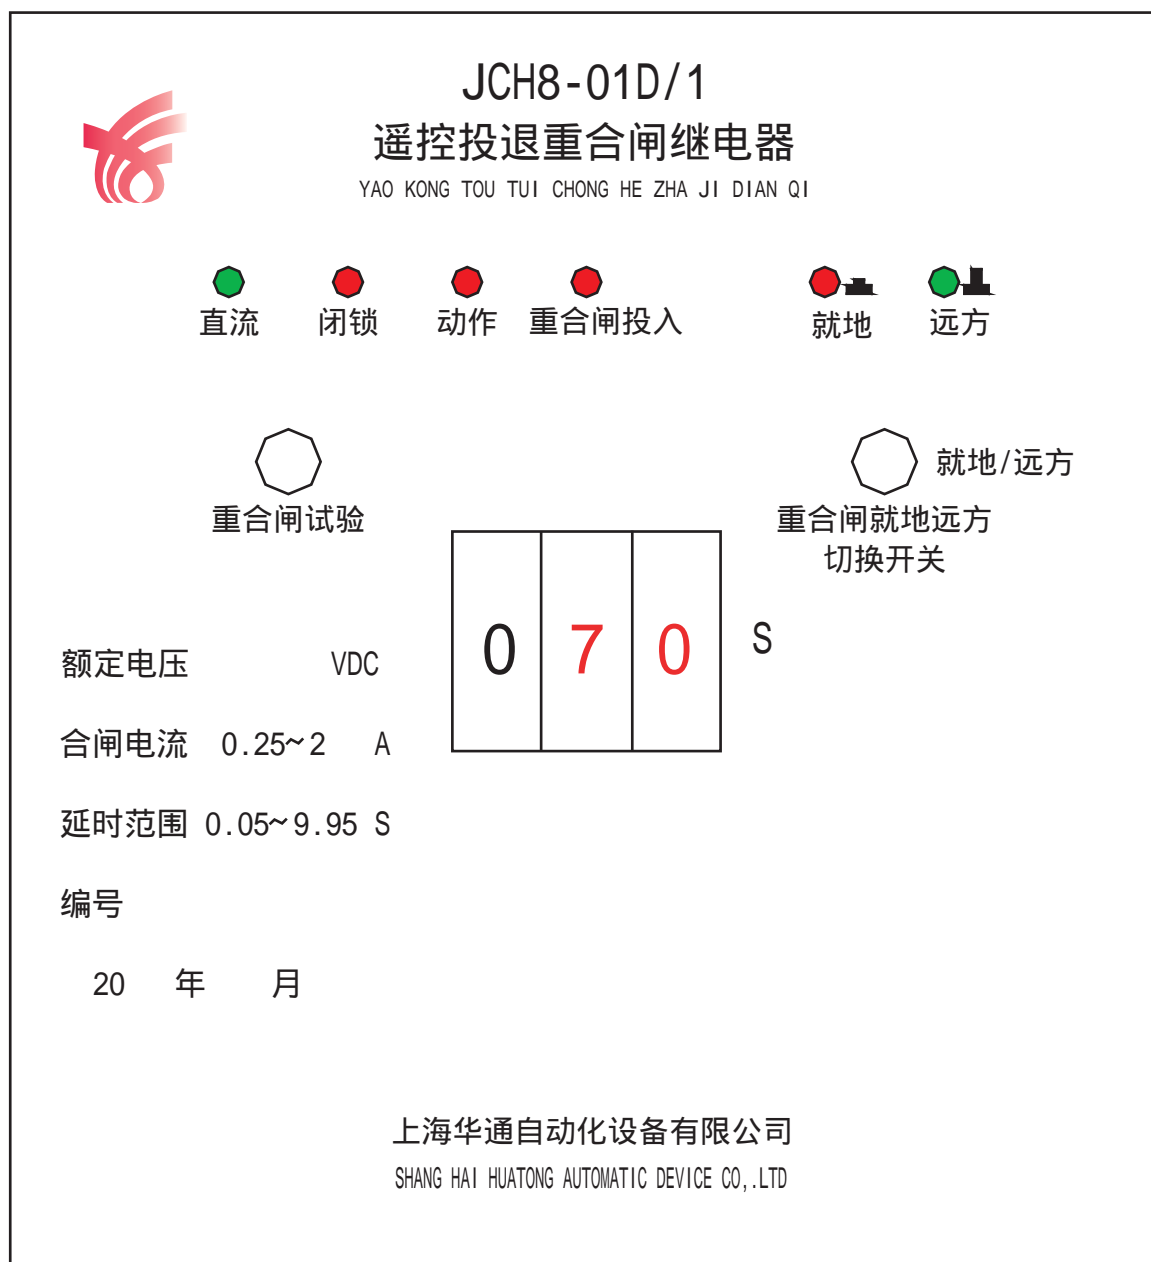 JCH8-01D/1
遥控投退重合闸继电器
YAO KONG TOU TUI CHONG HE ZHA JI DIAN QI
直流 闭锁 动作 重合闸投入 就地 远方
就地/远方
重合闸试验 重合闸就地远方
切换开关
0 7 0 S
额定电压 VDC
合闸电流 0.25~2 A
延时范围 0.05~9.95 S
编号
20 年 月
上海华通自动化设备有限公司
SHANG HAI HUATONG AUTOMATIC DEVICE CO,.LTD